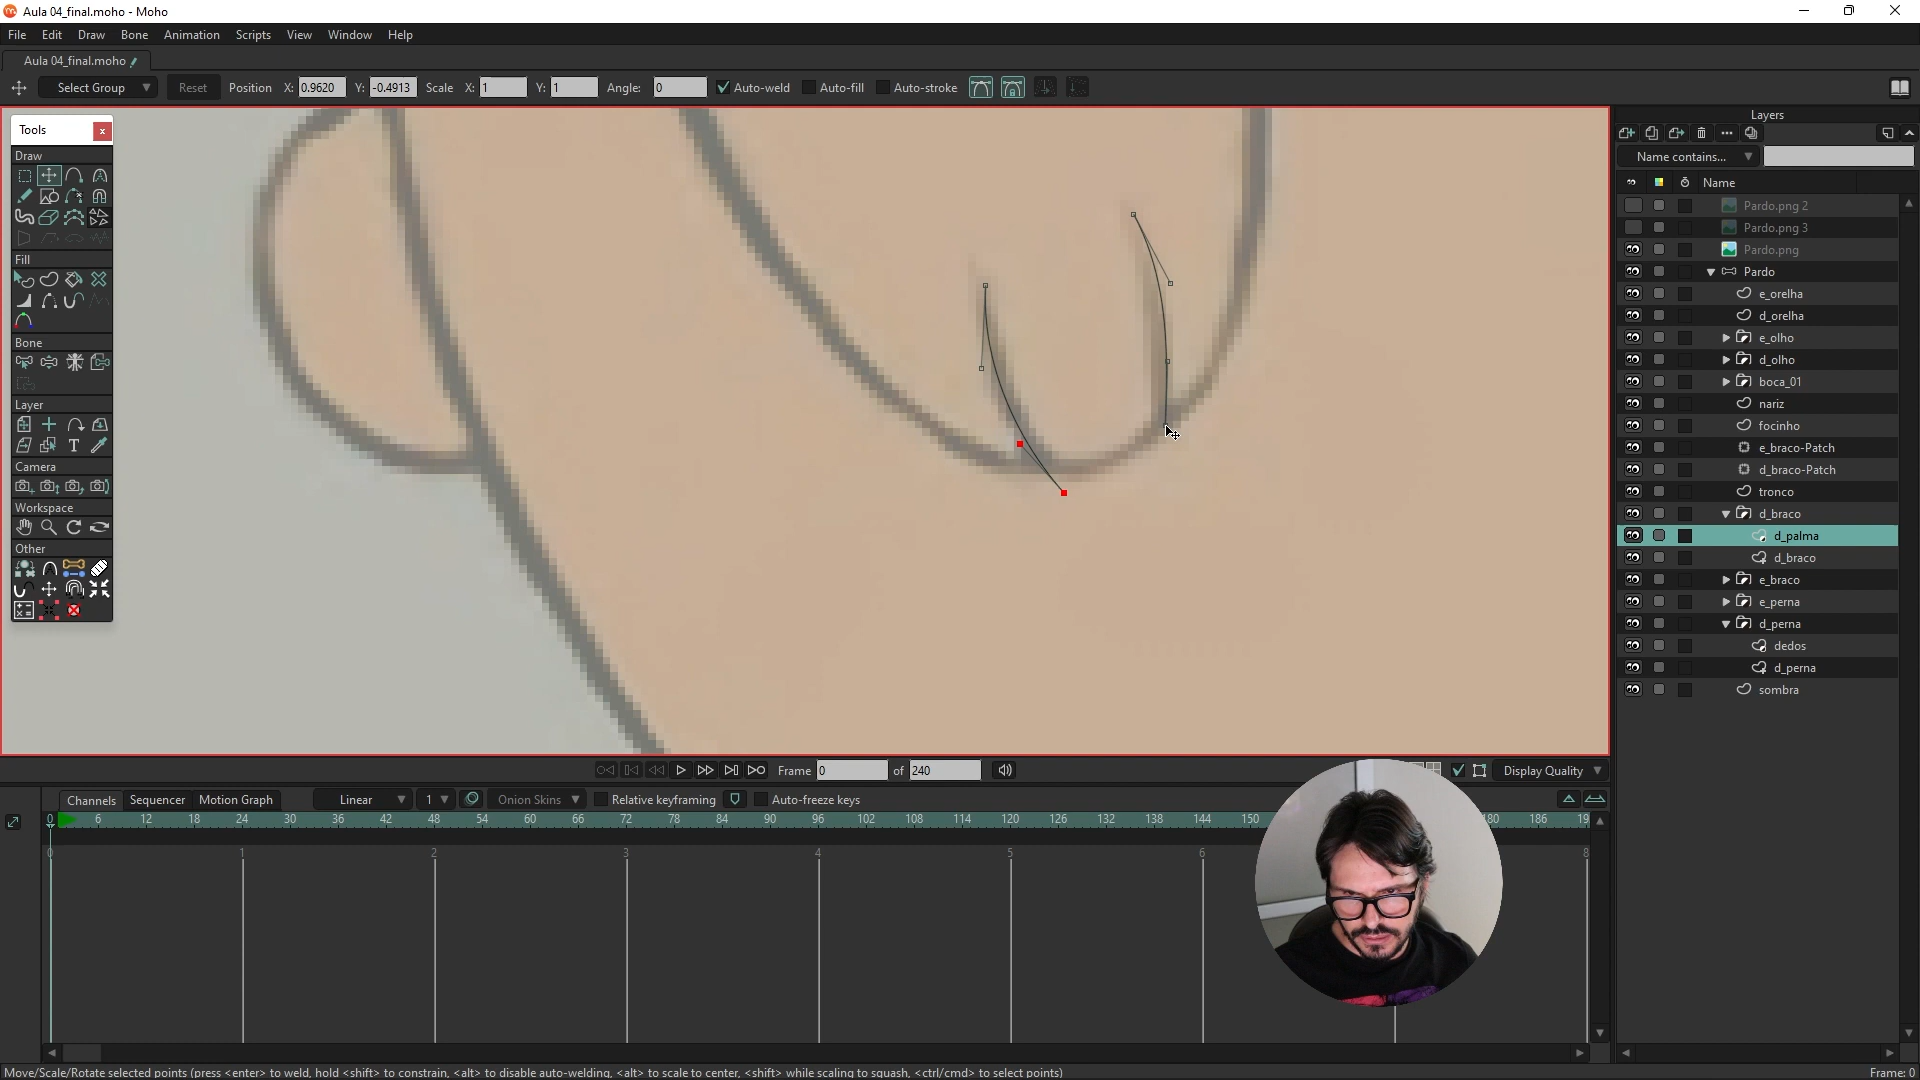 Aula 04_final.moho - Moho
File Edit Draw Bone Animation Scripts View Window Help
Aula 04_final.moho
Select Group Reset Position X: 0.9620 Y: -0.4913 Scale X: 1 Y: 1 Angle: 0 Auto-weld Auto-fill Auto-stroke
Tools
Draw
Fill
Bone
Layer
Camera
Workspace
Other
Layers
Name contains...
Name
Pardo.png 2
Pardo.png 3
Pardo.png
Pardo
e_orelha
d_orelha
e_olho
d_olho
boca_01
nariz
focinho
e_braco-Patch
d_braco-Patch
tronco
d_braco
d_palma
d_braco
e_braco
e_perna
d_perna
dedos
d_perna
sombra
Frame 0 of 240 Display Quality
Channels Sequencer Motion Graph Linear 1 Onion Skins Relative keyframing Auto-freeze keys
0 6 12 18 24 30 36 42 48 54 60 66 72 78 84 90 96 102 108 114 120 126 132 138 144 150 180 186 19
0 1 2 3 4 5 6 8
Move/Scale/Rotate selected points (press <enter> to weld, hold <shift> to constrain, <alt> to disable auto-welding, <alt> to scale to center, <shift> while scaling to squash, <ctrl/cmd> to select points) Frame: 0